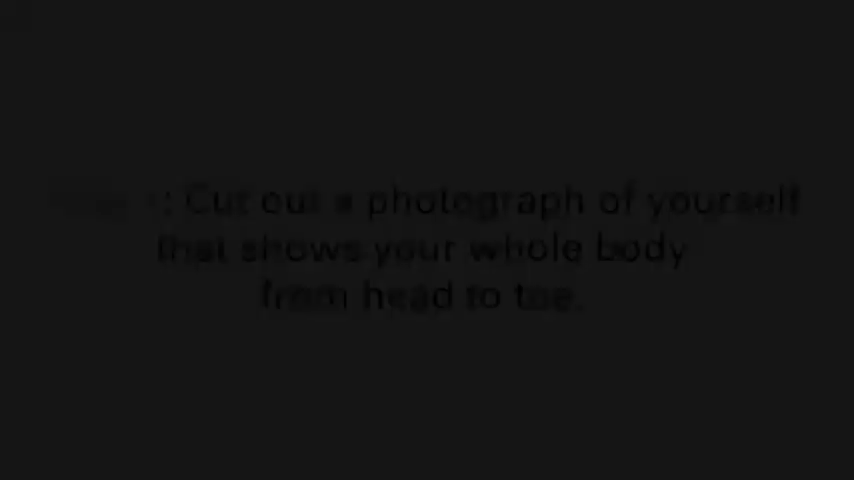 : Cut out a photograph of yourself
that shows your whole body
from head to toe.